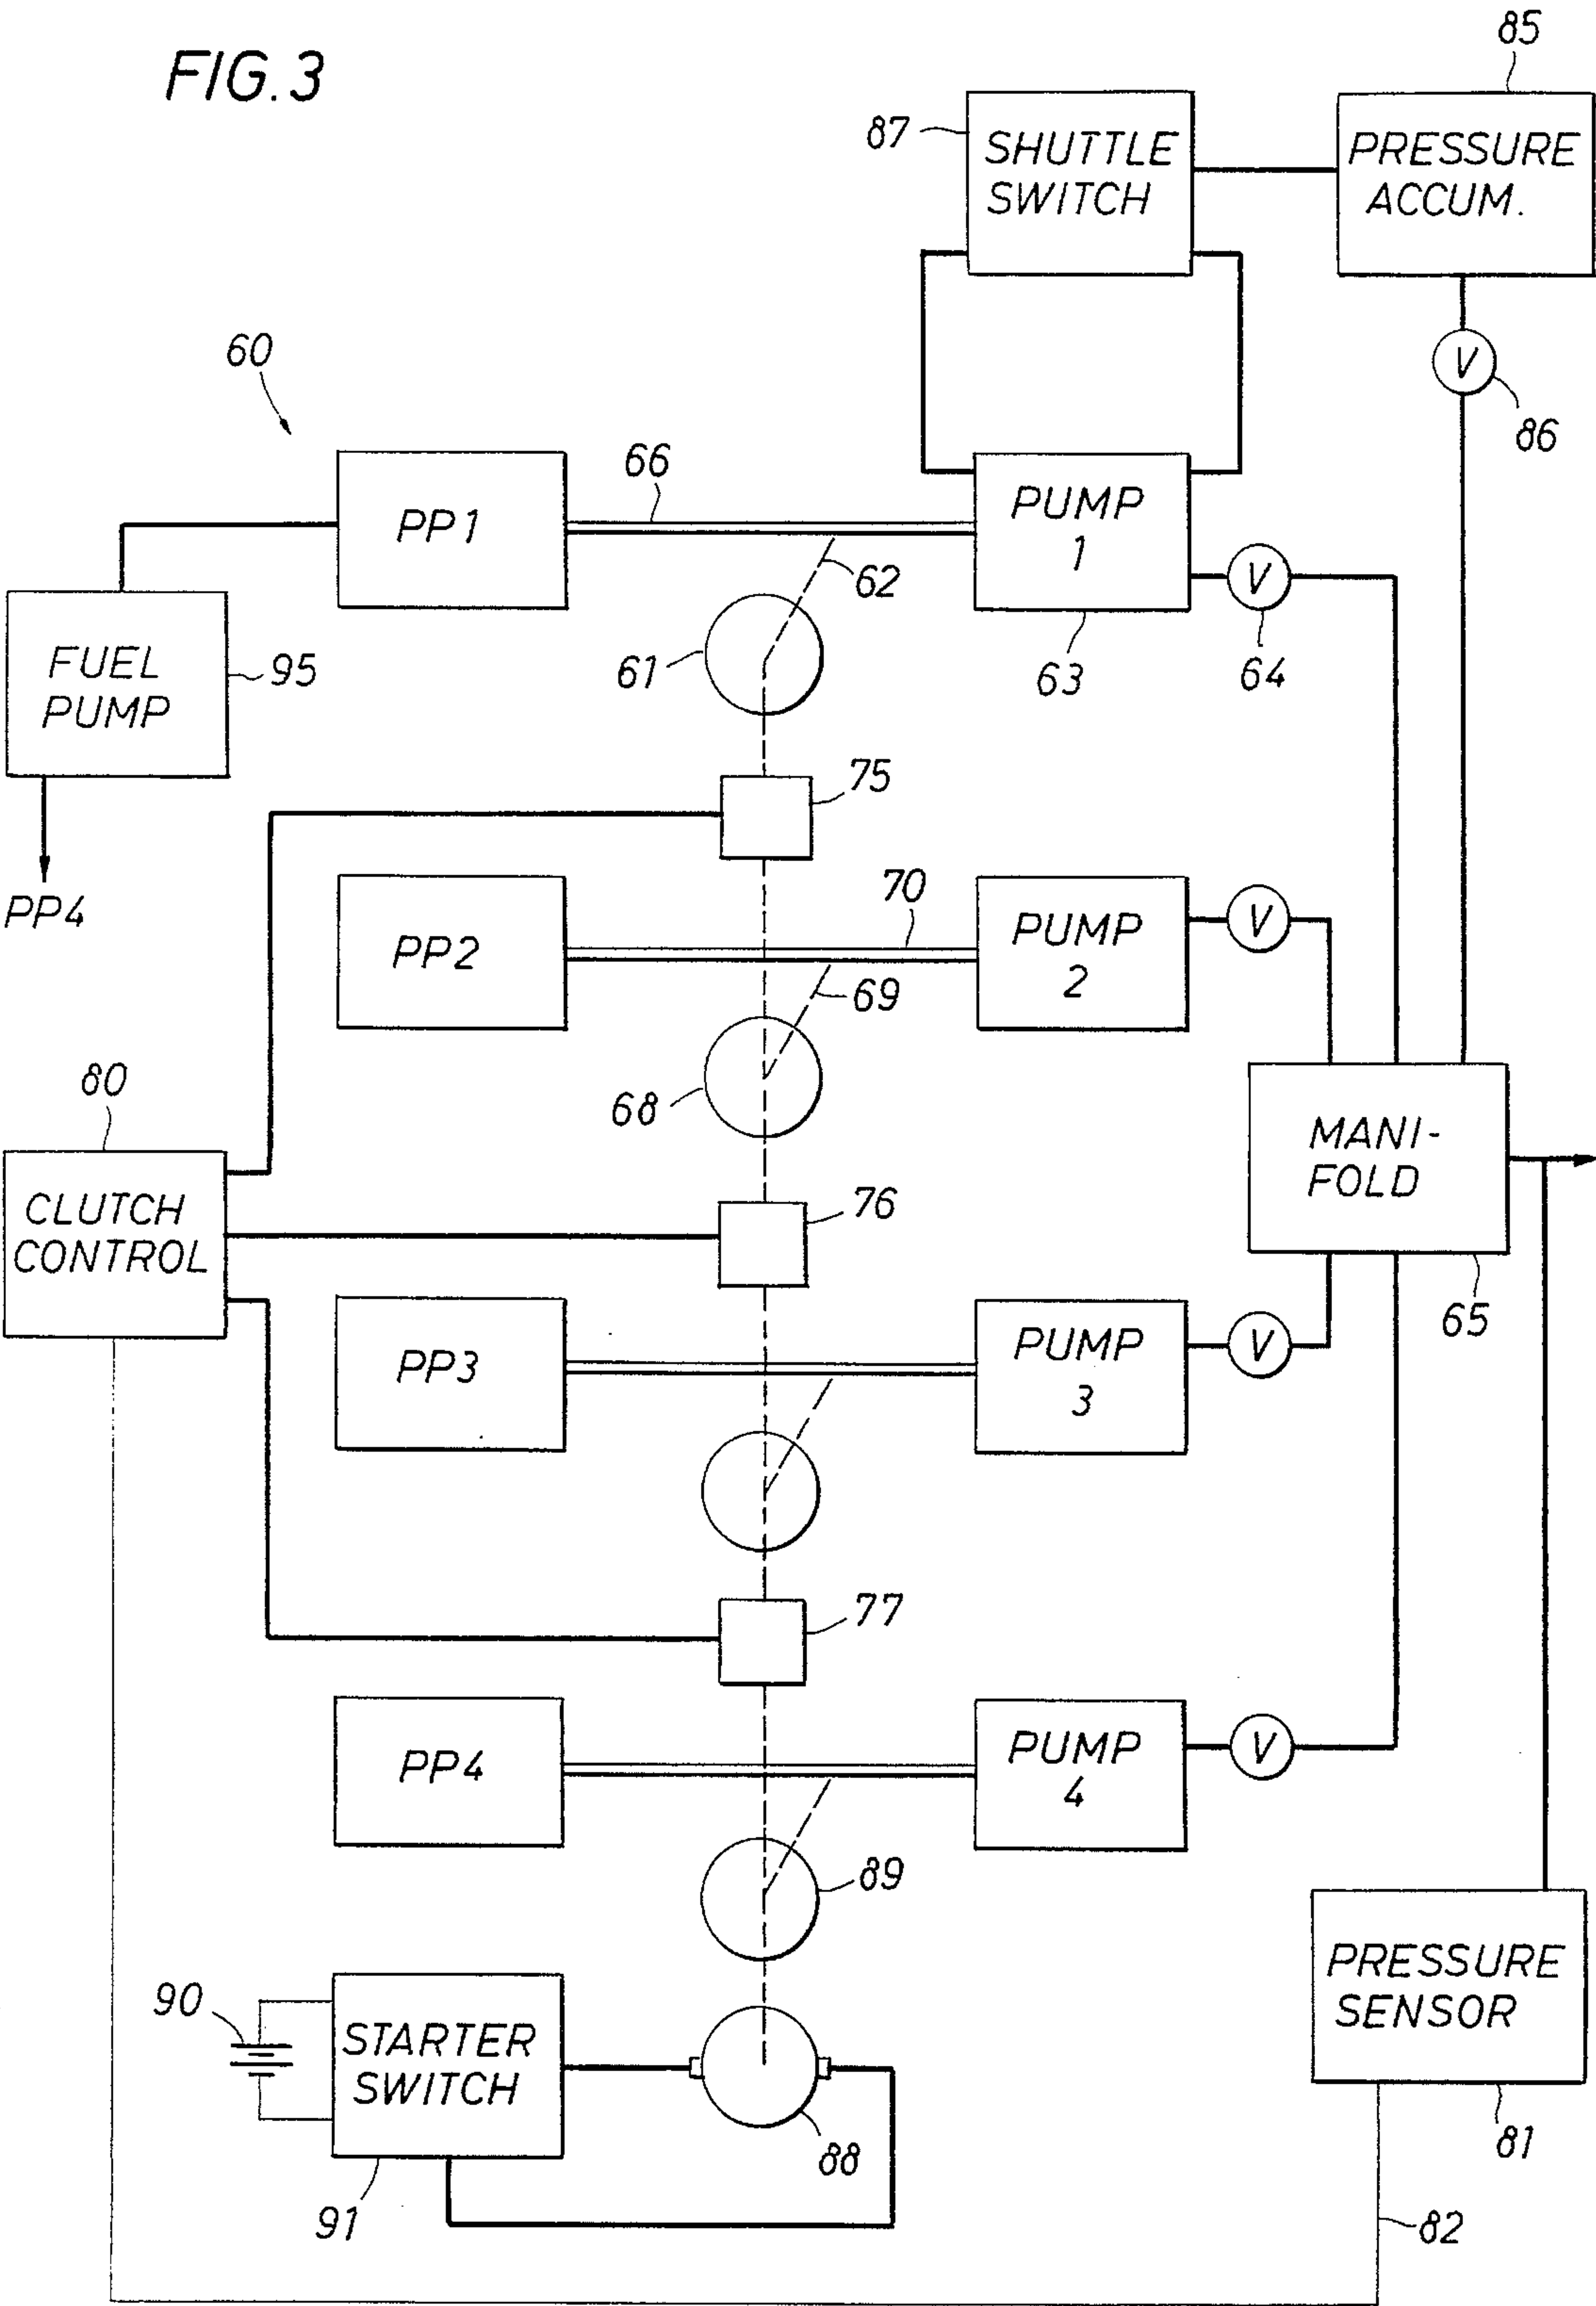 FIG. 3
85
87
SHUTTLE
SWITCH
PRESSURE
ACCUM.
60
V
86
66
PP1
PUMP
1
62
V
FUEL
PUMP
95
61
63
64
75
PP4
PP2
70
PUMP
2
V
69
80
68
MANI-
FOLD
CLUTCH
CONTROL
76
65
PP3
PUMP
3
V
77
PP4
PUMP
4
V
89
90
STARTER
SWITCH
PRESSURE
SENSOR
88
81
91
82